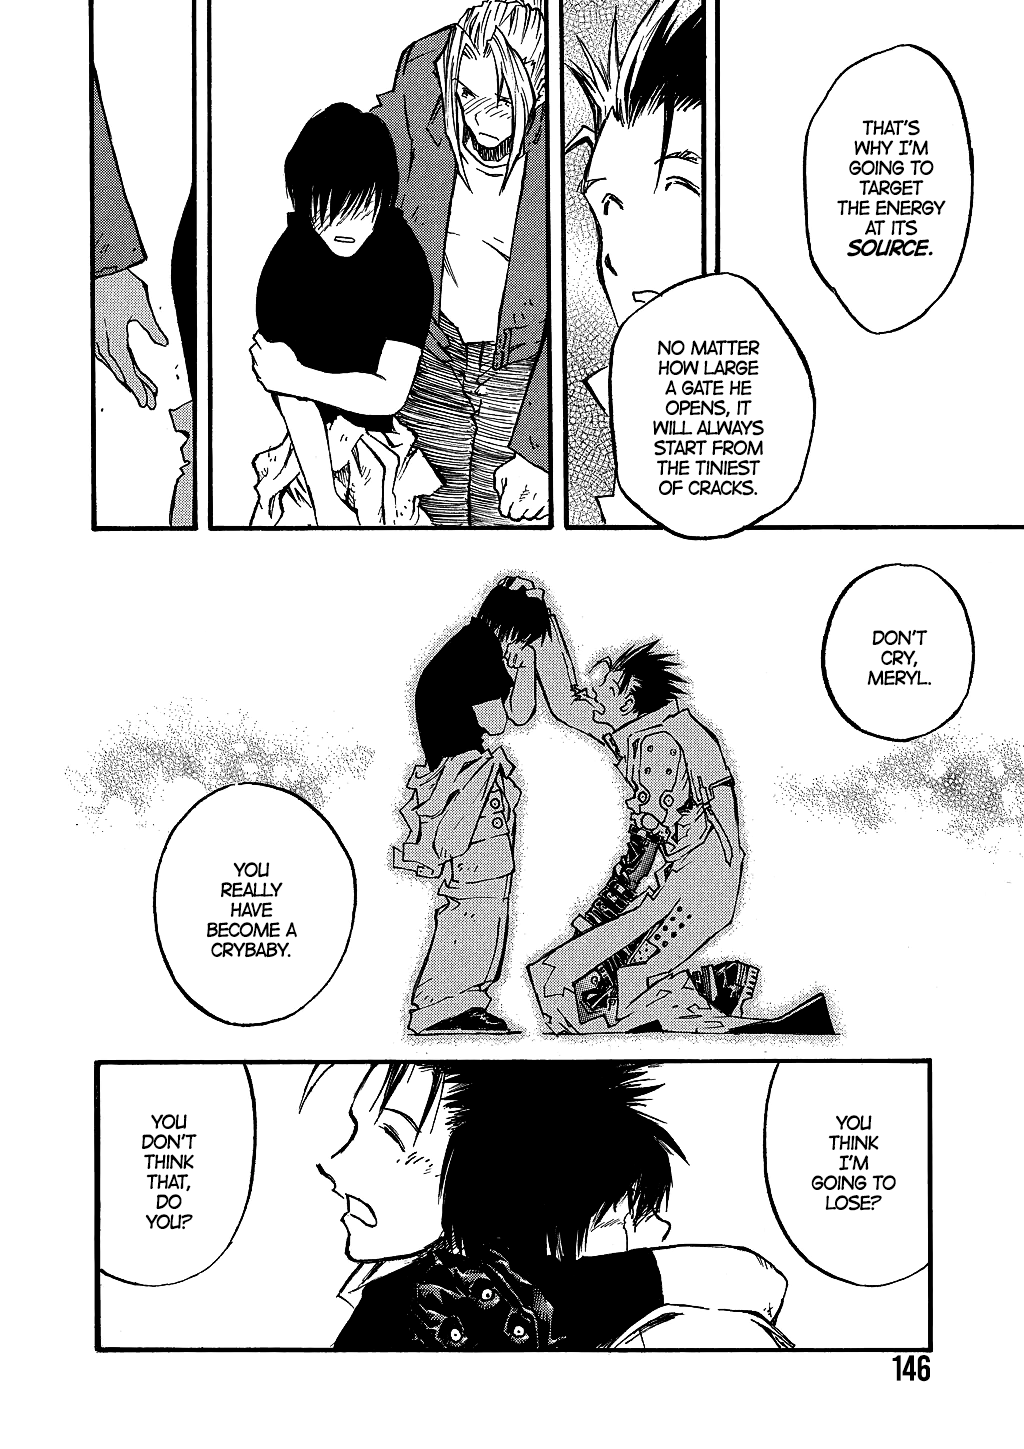 THAT'S
WHY I'M
GOING TO
TARGET
THE ENERGY
AT ITS
SOURCE.
NO MATTER
HOW LARGE
A GATE HE
OPENS, IT
WILL ALWAYS
START FROM
THE TINIEST
OF CRACKS.
DON'T
CRY,
MERYL.
YOU
REALLY
HAVE
BECOME A
CRYBABY.
YOU
THINK
I'M
GOING TO
LOSE?
YOU
DON'T
THINK
THAT,
DO
YOU?
146